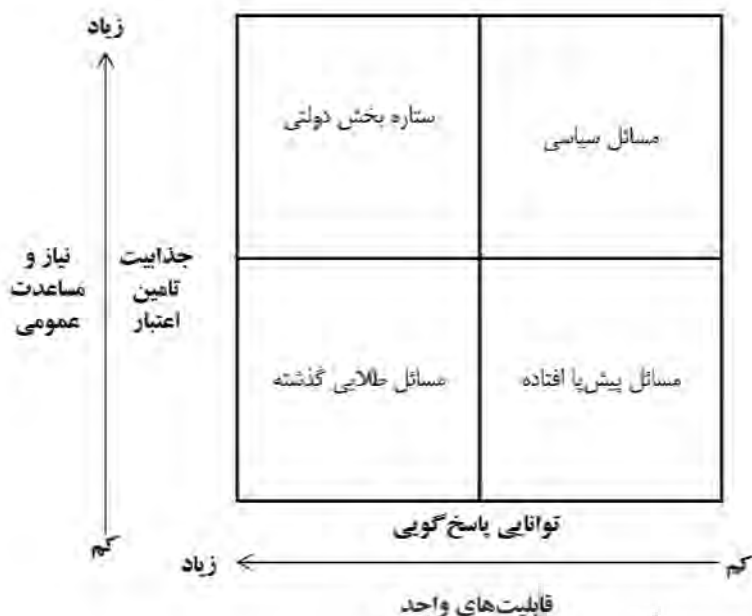 زیاد
ستاره بخش دولتی
مسائل سیاسی
نیاز و
مساعدت
عمومی
جذابیت
تامین
اعتبار
مسائل طلایی گذشته
مسائل پیش‌پا افتاده
کم
توانایی پاسخ‌گویی
زیاد
کم
قابلیت‌های واحد